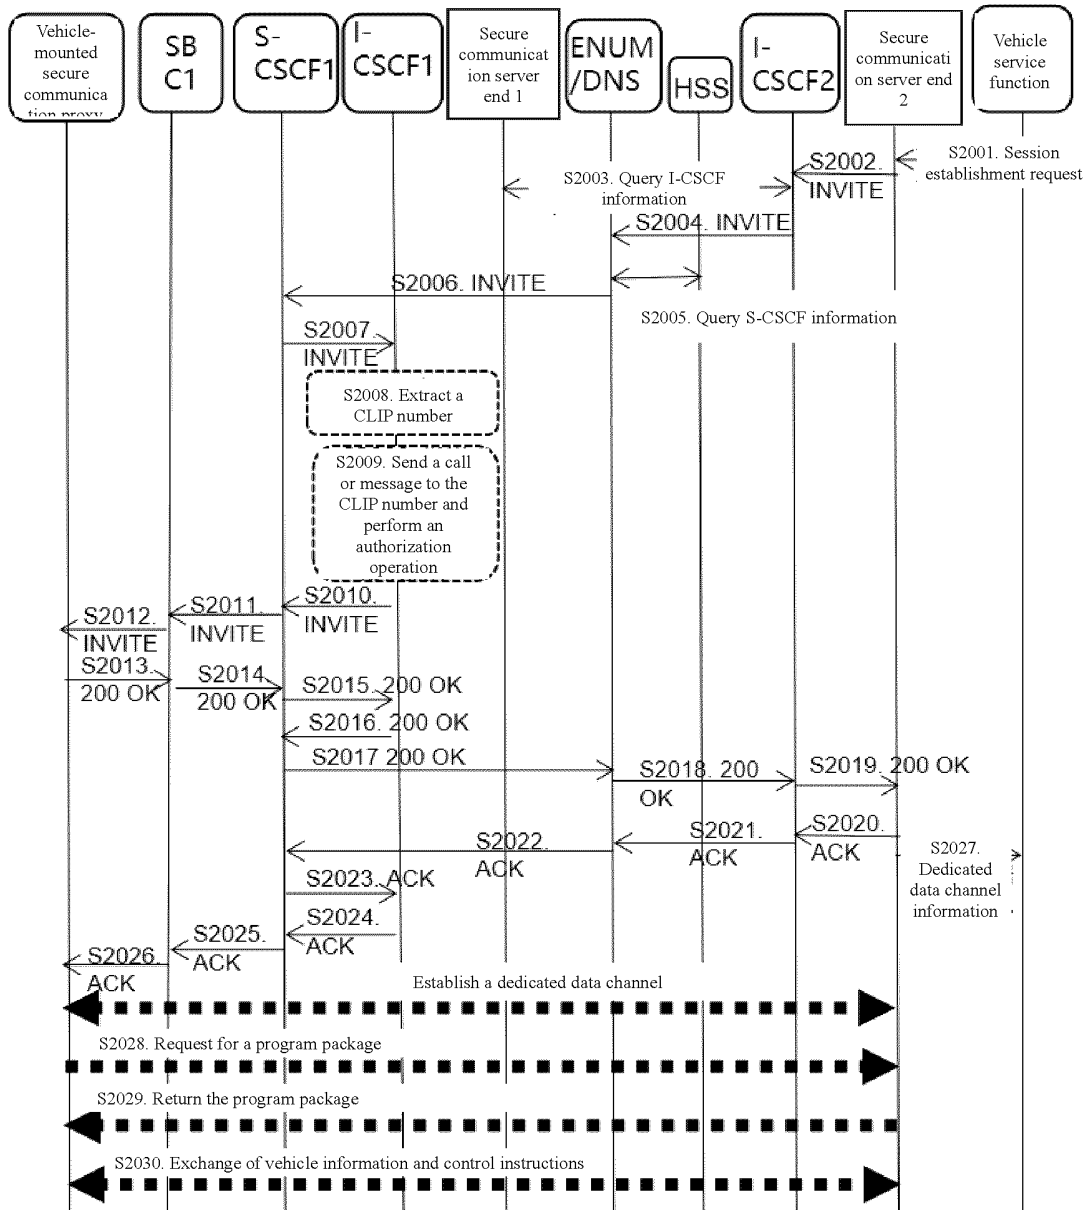 Vehicle-
mounted
secure
communica
tion proxy
SB
C1
S-
CSCF1
I-
CSCF1
Secure
communicat
ion server
end 1
ENUM
/DNS
HSS
I-
CSCF2
Secure
communicati
on server end
2
Vehicle
service
function
S2001. Session
establishment request
S2002.
INVITE
S2003. Query I-CSCF
information
S2004. INVITE
S2006. INVITE
S2005. Query S-CSCF information
S2007.
INVITE
S2008. Extract a
CLIP number
S2009. Send a call
or message to the
CLIP number and
perform an
authorization
operation
S2010.
INVITE
S2011.
INVITE
S2012.
INVITE
S2013.
200 OK
S2014.
200 OK
S2015. 200 OK
S2016. 200 OK
S2017 200 OK
S2018. 200
OK
S2019. 200 OK
S2020.
ACK
S2021.
ACK
S2022.
ACK
S2027.
Dedicated
data channel
information
S2023. ACK
S2024.
ACK
S2025.
ACK
S2026.
ACK
Establish a dedicated data channel
S2028. Request for a program package
S2029. Return the program package
S2030. Exchange of vehicle information and control instructions